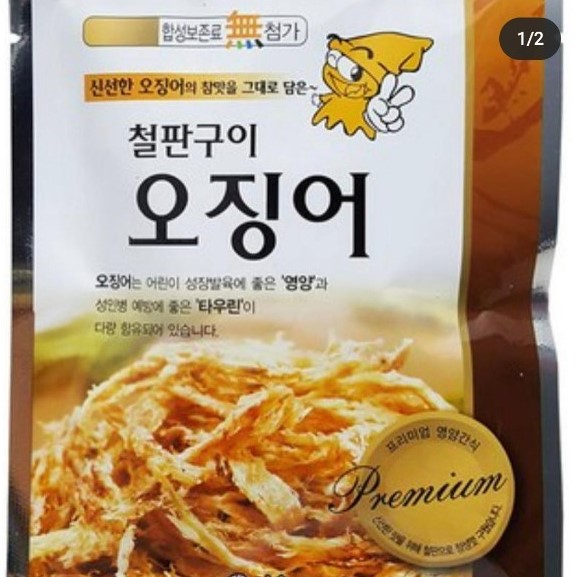 합성보존료 無 첨가
1/2
신선한 오징어의 참맛을 그대로 담은~
철판구이
오징어
오징어는 어린이 성장발육에 좋은 '영양'과
성인병 예방에 좋은 '타우린'이
다량 함유되어 있습니다.
프리미엄 영양간식
Premium